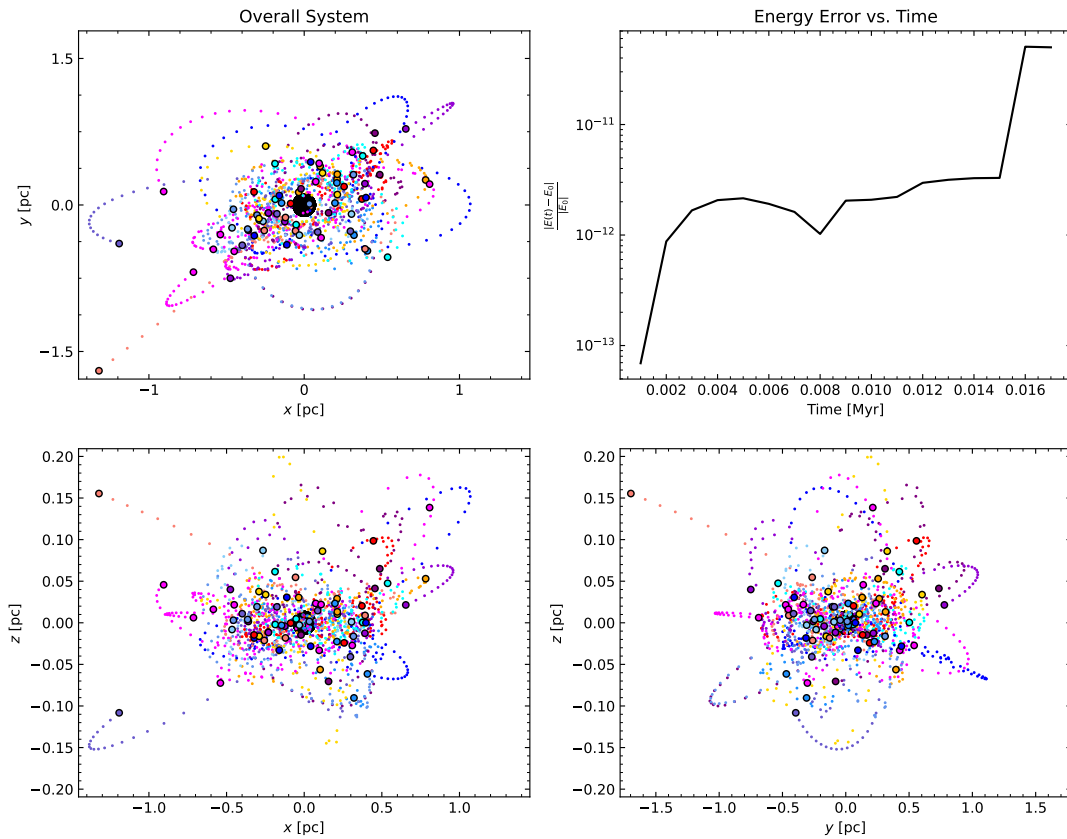 Overall System
1.5
0.0
−1.5
y [pc]
−1
0
1
x [pc]
Energy Error vs. Time
10⁻¹¹
10⁻¹²
10⁻¹³
|E(t) − E₀|
|E₀|
0.002 0.004 0.006 0.008 0.010 0.012 0.014 0.016
Time [Myr]
0.20
0.15
0.10
0.05
0.00
−0.05
−0.10
−0.15
−0.20
z [pc]
−1.0 −0.5 0.0 0.5 1.0
x [pc]
0.20
0.15
0.10
0.05
0.00
−0.05
−0.10
−0.15
−0.20
z [pc]
−1.5 −1.0 −0.5 0.0 0.5 1.0 1.5
y [pc]